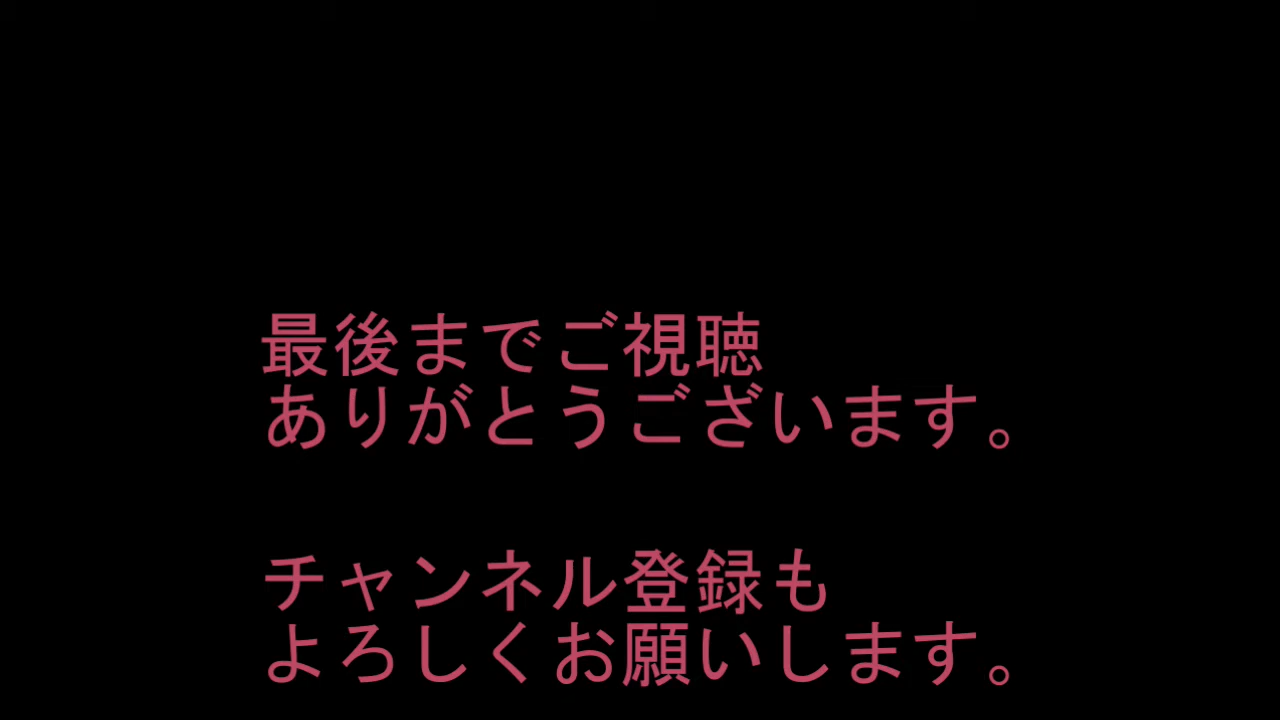 最後までご視聴
ありがとうございます。
チャンネル登録も
よろしくお願いします。